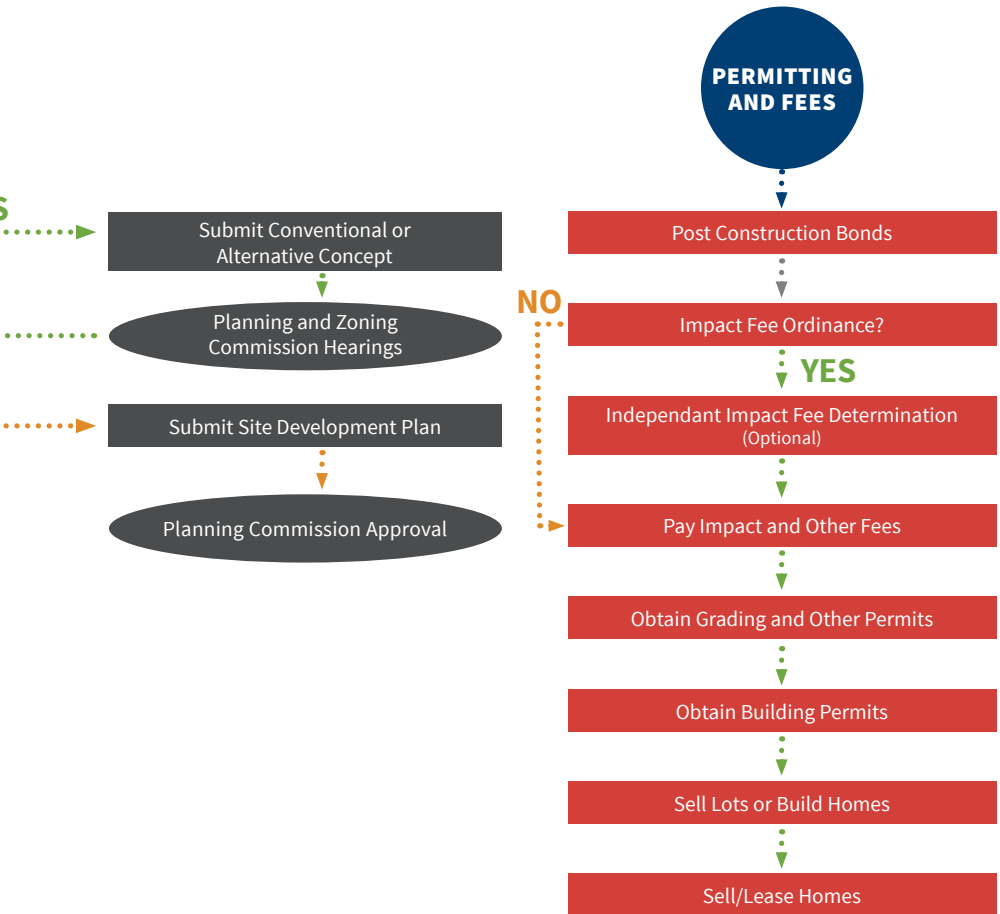 PERMITTING
AND FEES
S
Submit Conventional or
Alternative Concept
Planning and Zoning
Commission Hearings
Submit Site Development Plan
Planning Commission Approval
Post Construction Bonds
NO
Impact Fee Ordinance?
YES
Independant Impact Fee Determination
(Optional)
Pay Impact and Other Fees
Obtain Grading and Other Permits
Obtain Building Permits
Sell Lots or Build Homes
Sell/Lease Homes